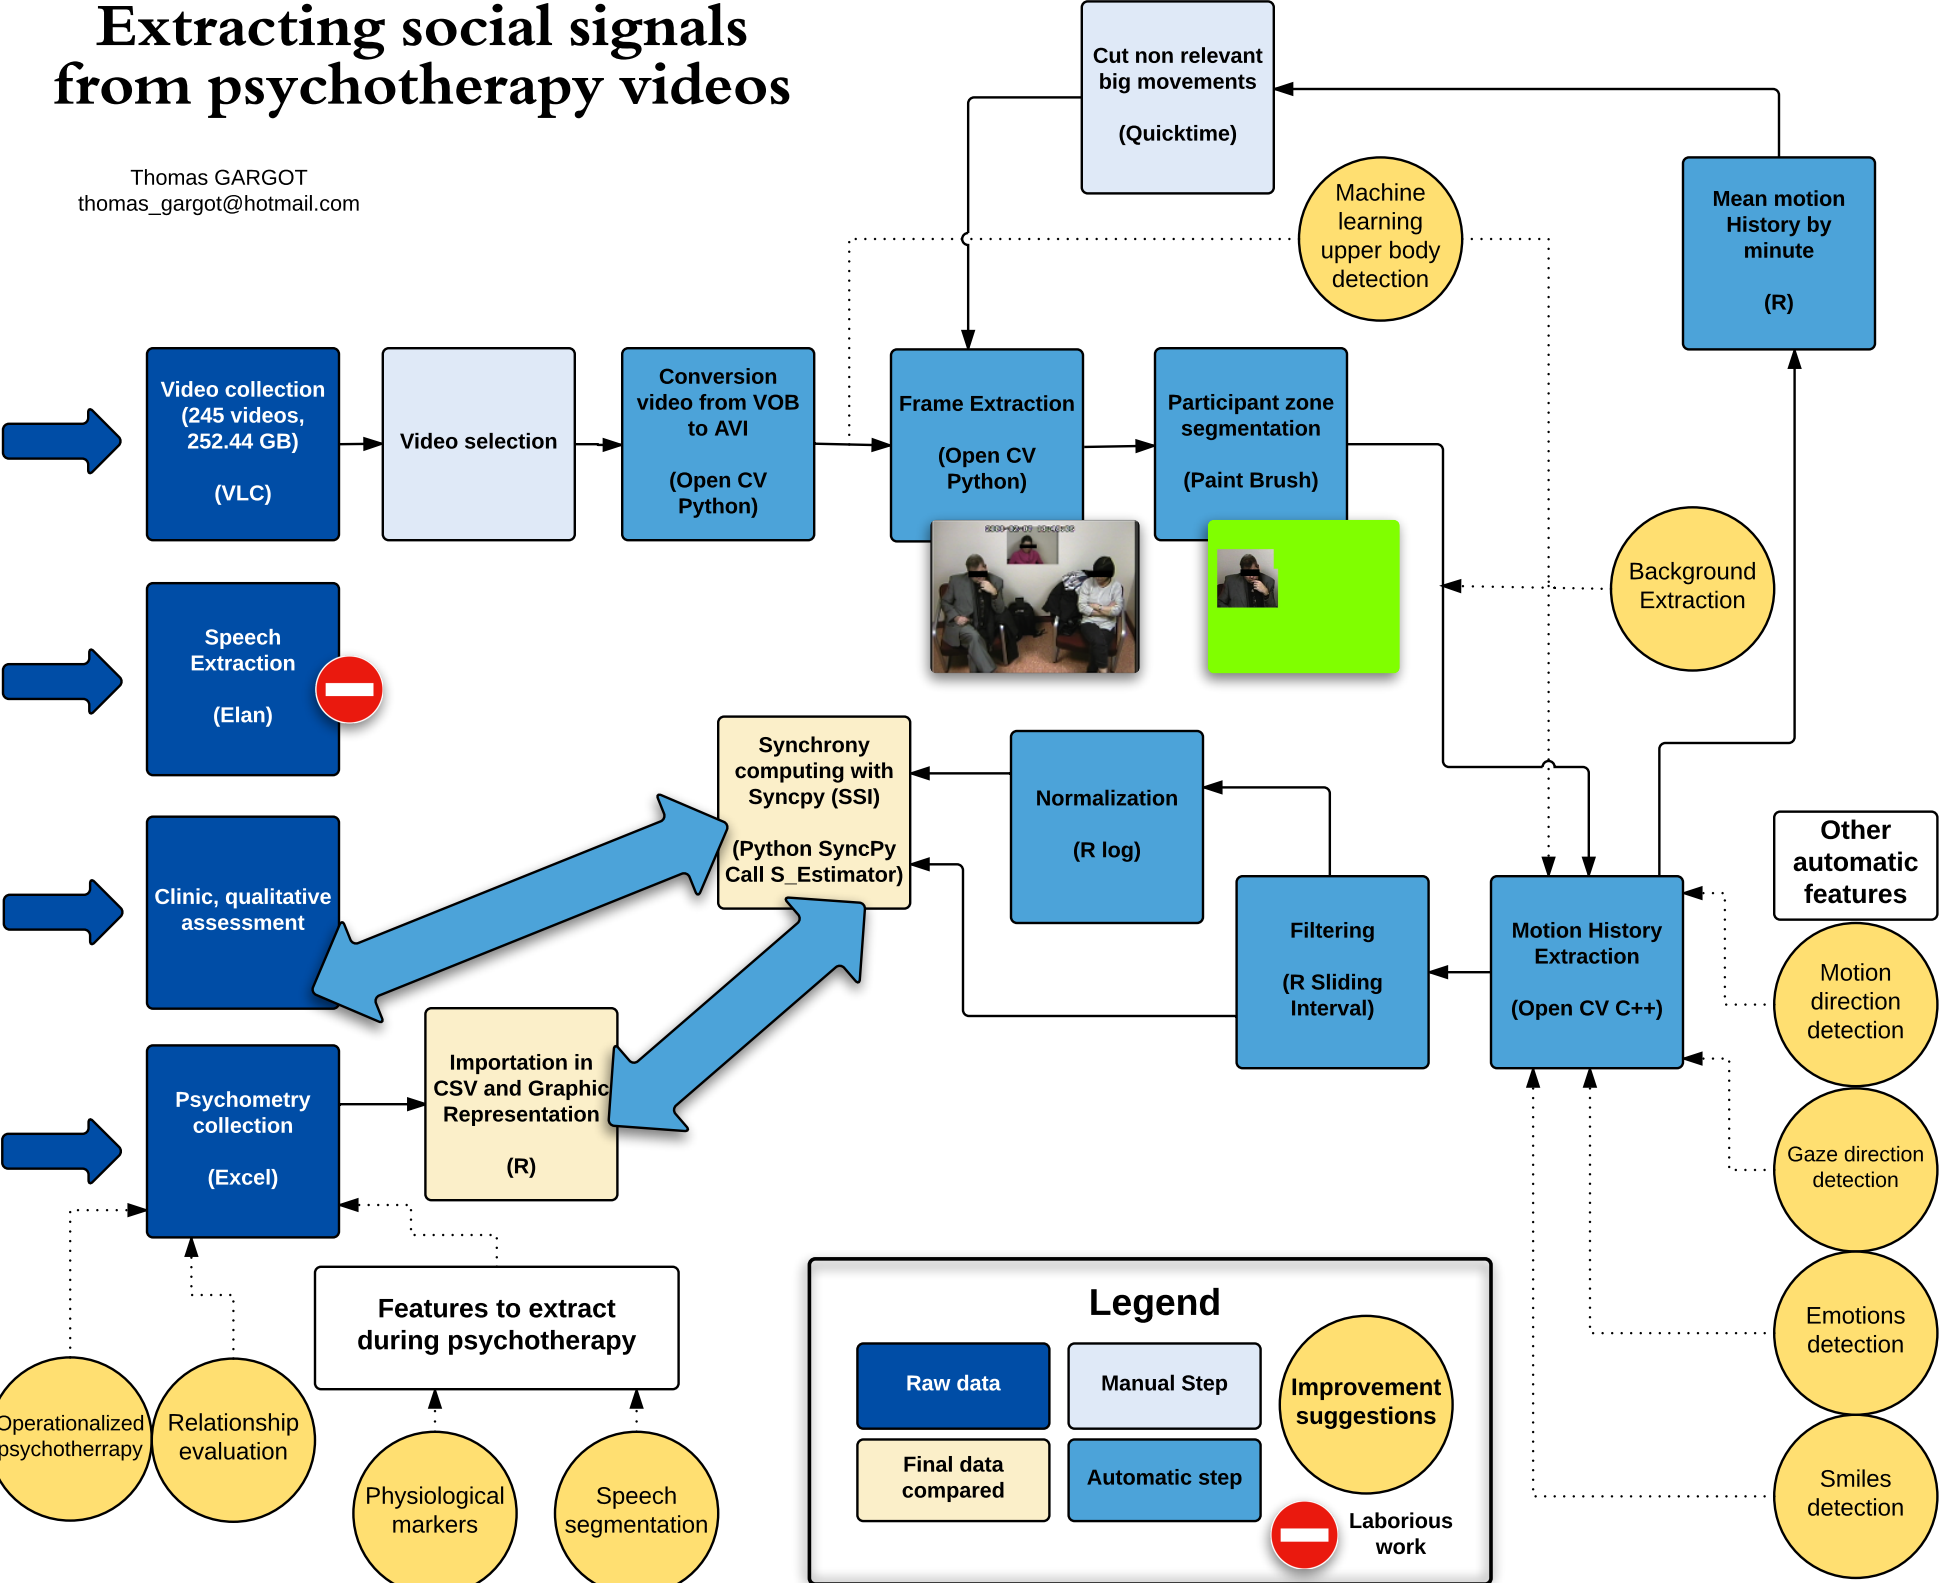 Extracting social signals
from psychotherapy videos
Thomas GARGOT
thomas_gargot@hotmail.com
Cut non relevant
big movements
(Quicktime)
Machine
learning
upper body
detection
Mean motion
History by
minute
(R)
Video collection
(245 videos,
252.44 GB)
(VLC)
Video selection
Conversion
video from VOB
to AVI
(Open CV
Python)
Frame Extraction
(Open CV
Python)
Participant zone
segmentation
(Paint Brush)
Background
Extraction
Speech
Extraction
(Elan)
Synchrony
computing with
Syncpy (SSI)
(Python SyncPy
Call S_Estimator)
Normalization
(R log)
Clinic, qualitative
assessment
Filtering
(R Sliding
Interval)
Motion History
Extraction
(Open CV C++)
Other
automatic
features
Motion
direction
detection
Gaze direction
detection
Emotions
detection
Smiles
detection
Psychometry
collection
(Excel)
Importation in
CSV and Graphic
Representation
(R)
Features to extract
during psychotherapy
Operationalized
psychotherrapy
Relationship
evaluation
Physiological
markers
Speech
segmentation
Legend
Raw data
Manual Step
Improvement
suggestions
Final data
compared
Automatic step
Laborious
work